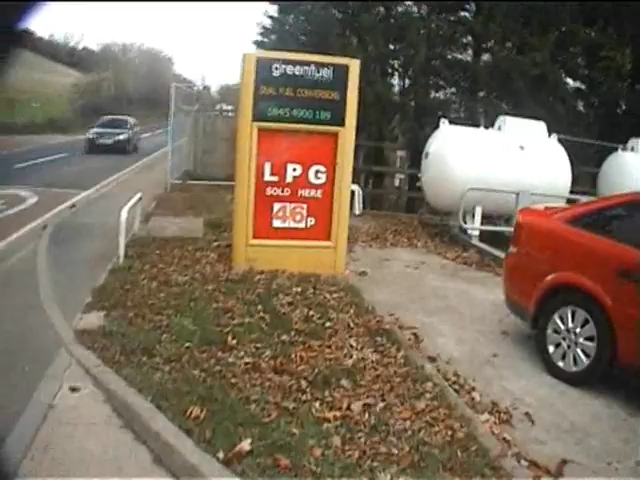 greenfuel
DUAL FUEL CONVERSIONS
0845 4900 189
LPG
SOLD HERE
46p